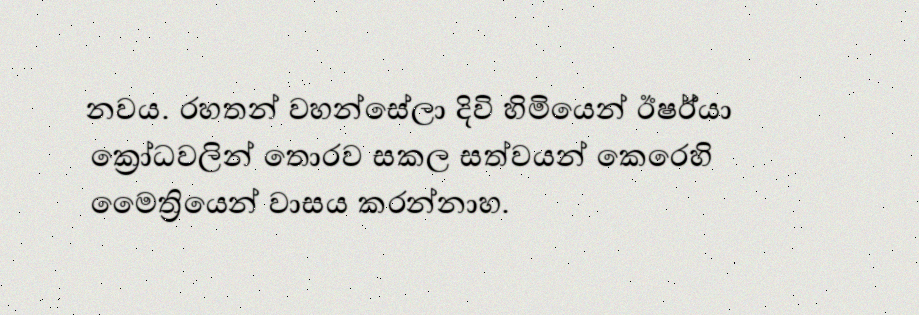 නවය. රහතන් වහන්සේලා දිවි හිමියෙන් ඊර්ෂ්යා
ක්‍රෝධවලින් තොරව සකල සත්වයන් කෙරෙහි
මෛත්‍රියෙන් වාසය කරන්නාහ.